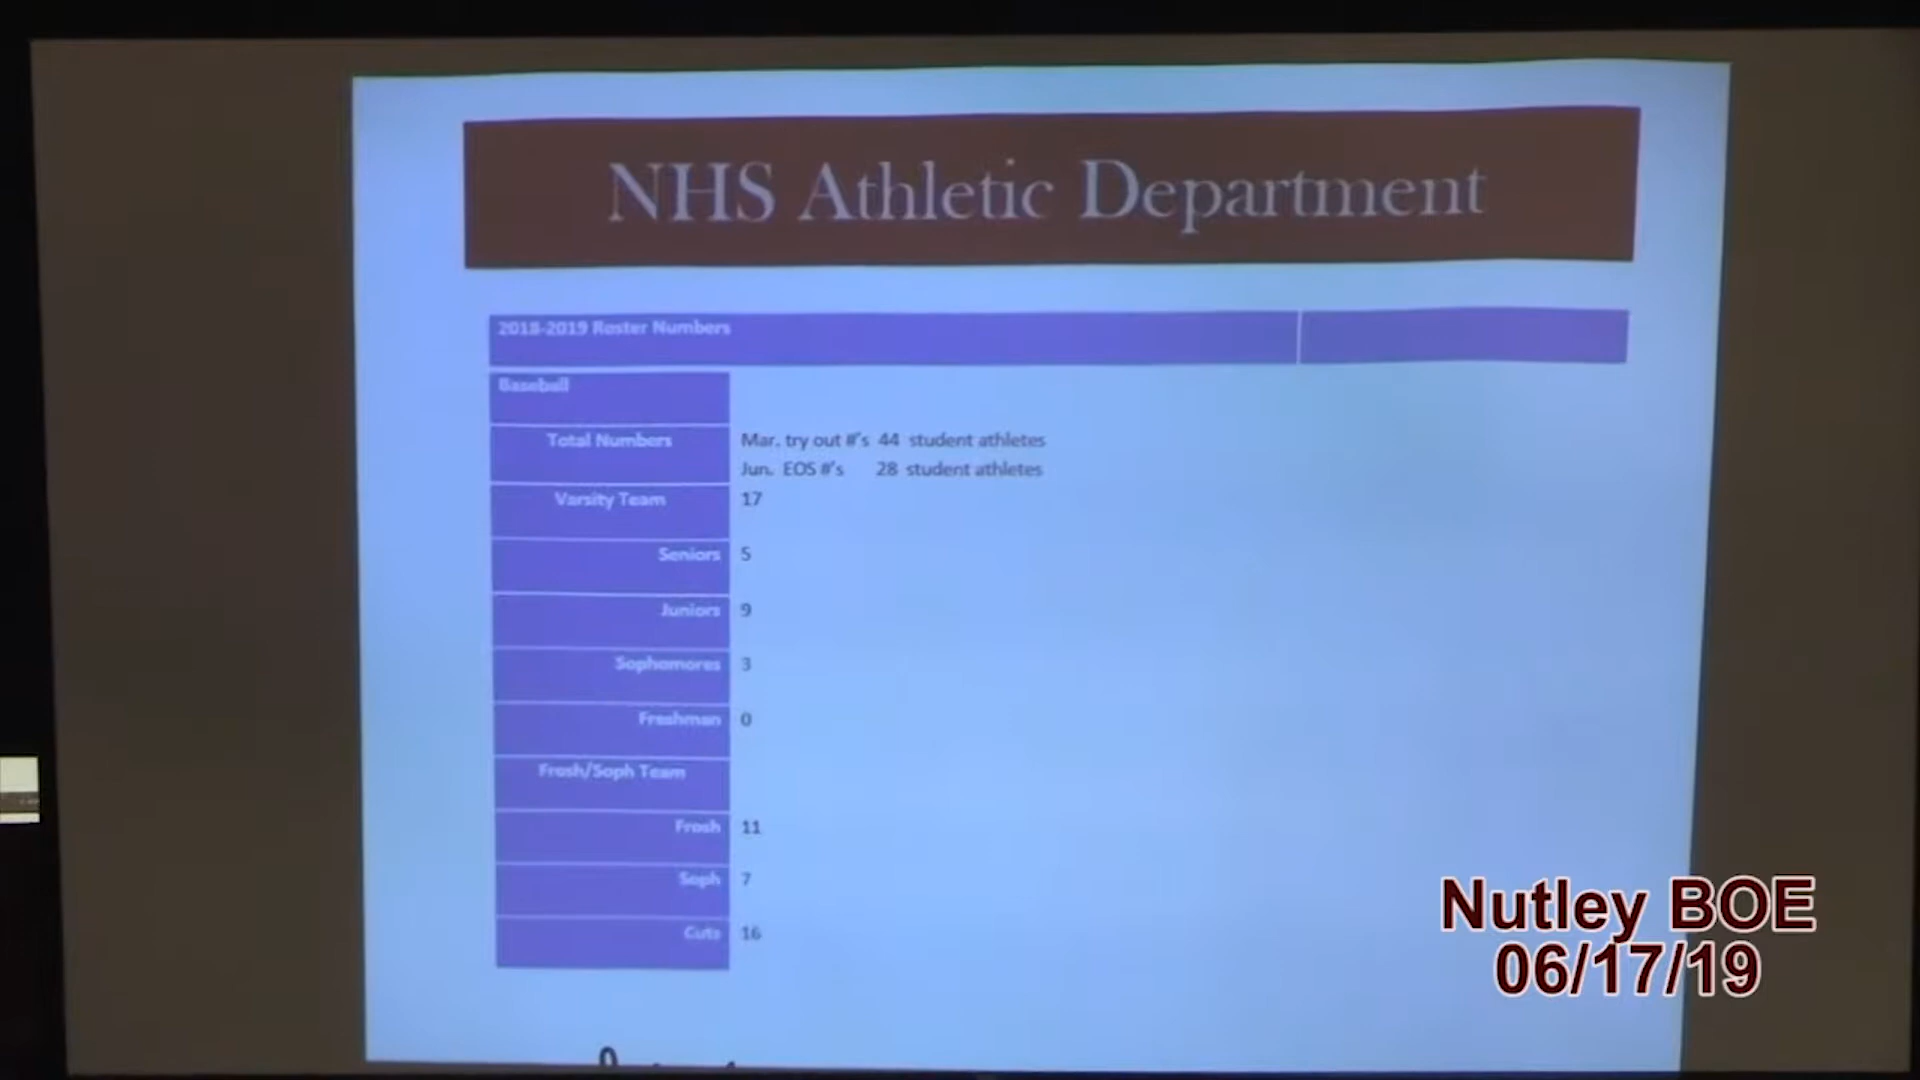 NHS Athletic Department
2018-2019 Roster Numbers
Baseball
Total Numbers Mar. try out #'s 44 student athletes
Jun. EOS #'s 28 student athletes
Varsity Team 17
Seniors 5
Juniors 9
Sophomores 3
Freshman 0
Frosh/Soph Team
Frosh 11
Soph 7
Cuts 16
Nutley BOE
06/17/19